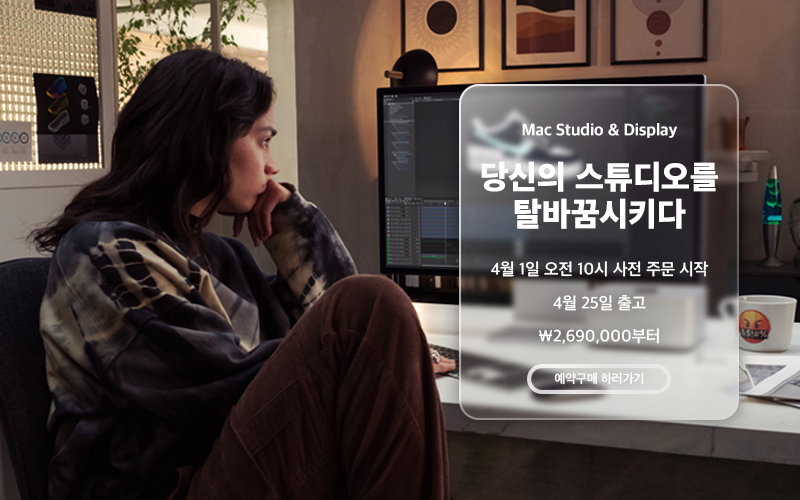 Mac Studio & Display
당신의 스튜디오를
탈바꿈시키다
4월 1일 오전 10시 사전 주문 시작
4월 25일 출고
₩2,690,000부터
예약구매 하러가기